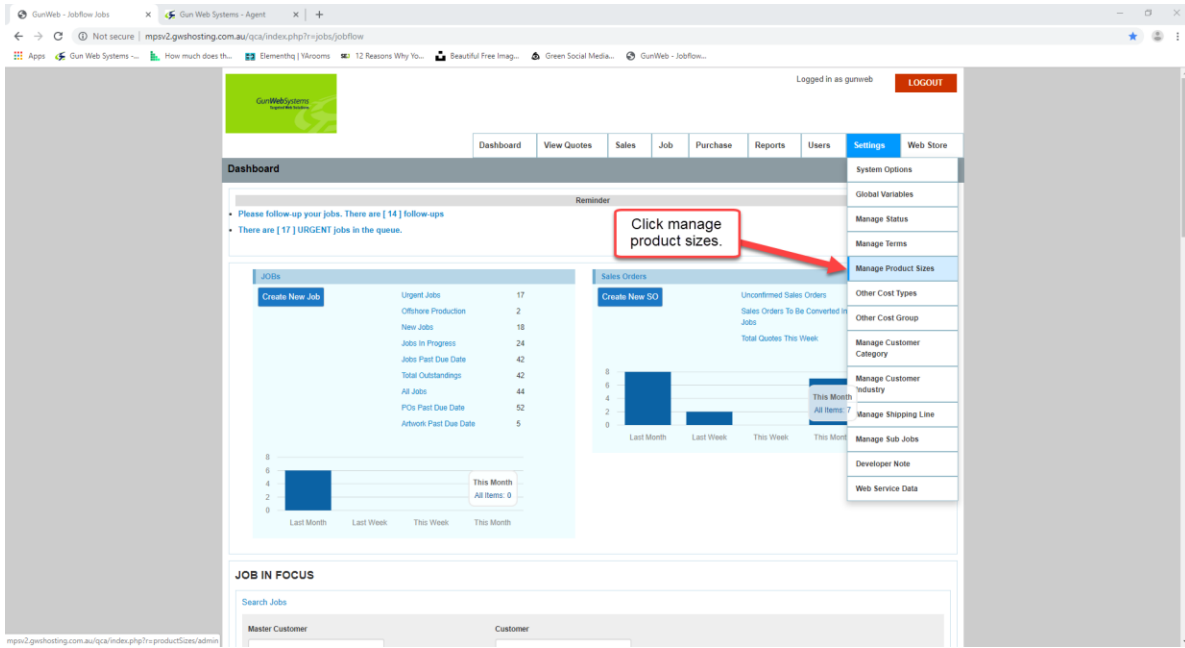 GunWeb - Jobflow Jobs
Gun Web Systems - Agent
Not secure | mpsv2.gwshosting.com.au/qca/index.php?r=jobs/jobflow
Apps
Gun Web Systems -...
How much does th...
Elementhq | YArooms
12 Reasons Why Yo...
Beautiful Free Imag...
Green Social Media...
GunWeb - Jobflow...
GunWebSystems
Logged in as gunweb
LOGOUT
Dashboard
View Quotes
Sales
Job
Purchase
Reports
Users
Settings
Web Store
Dashboard
System Options
Global Variables
Manage Status
Manage Terms
Manage Product Sizes
Other Cost Types
Other Cost Group
Manage Customer
Category
Manage Customer
Industry
Manage Shipping Line
Manage Sub Jobs
Developer Note
Web Service Data
Reminder
Please follow-up your jobs. There are [ 14 ] follow-ups
There are [ 17 ] URGENT jobs in the queue.
Click manage
product sizes.
JOBs
Create New Job
Urgent Jobs 17
Offshore Production 2
New Jobs 18
Jobs In Progress 24
Jobs Past Due Date 42
Total Outstandings 42
All Jobs 44
POs Past Due Date 52
Artwork Past Due Date 5
8
6
4
2
0
This Month
All Items: 0
Last Month
Last Week
This Week
This Month
Sales Orders
Create New SO
Unconfirmed Sales Orders
Sales Orders To Be Converted In
Jobs
Total Quotes This Week
8
6
4
2
0
This Month
All Items: 7
Last Month
Last Week
This Week
This Mont
JOB IN FOCUS
Search Jobs
Master Customer
Customer
mpsv2.gwshosting.com.au/qca/index.php?r=productSizes/admin